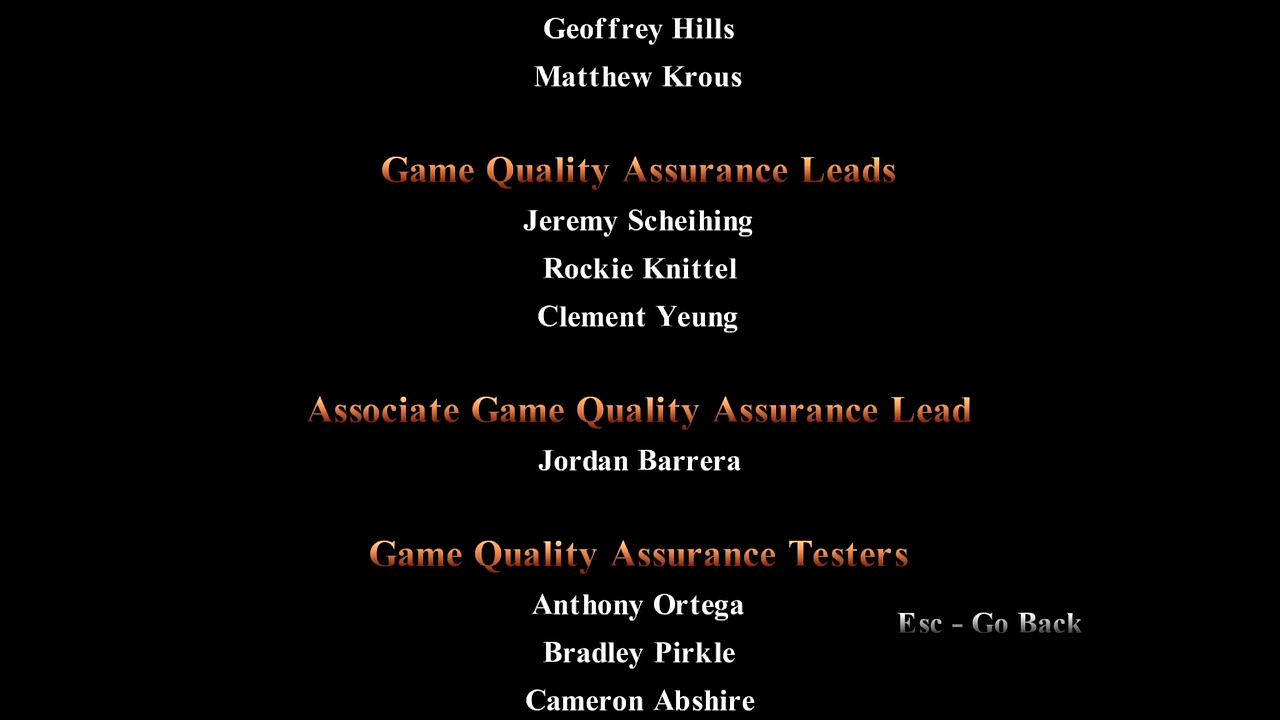 Geoffrey Hills
Matthew Krous
Game Quality Assurance Leads
Jeremy Scheihing
Rockie Knittel
Clement Yeung
Associate Game Quality Assurance Lead
Jordan Barrera
Game Quality Assurance Testers
Anthony Ortega
Esc - Go Back
Bradley Pirkle
Cameron Abshire